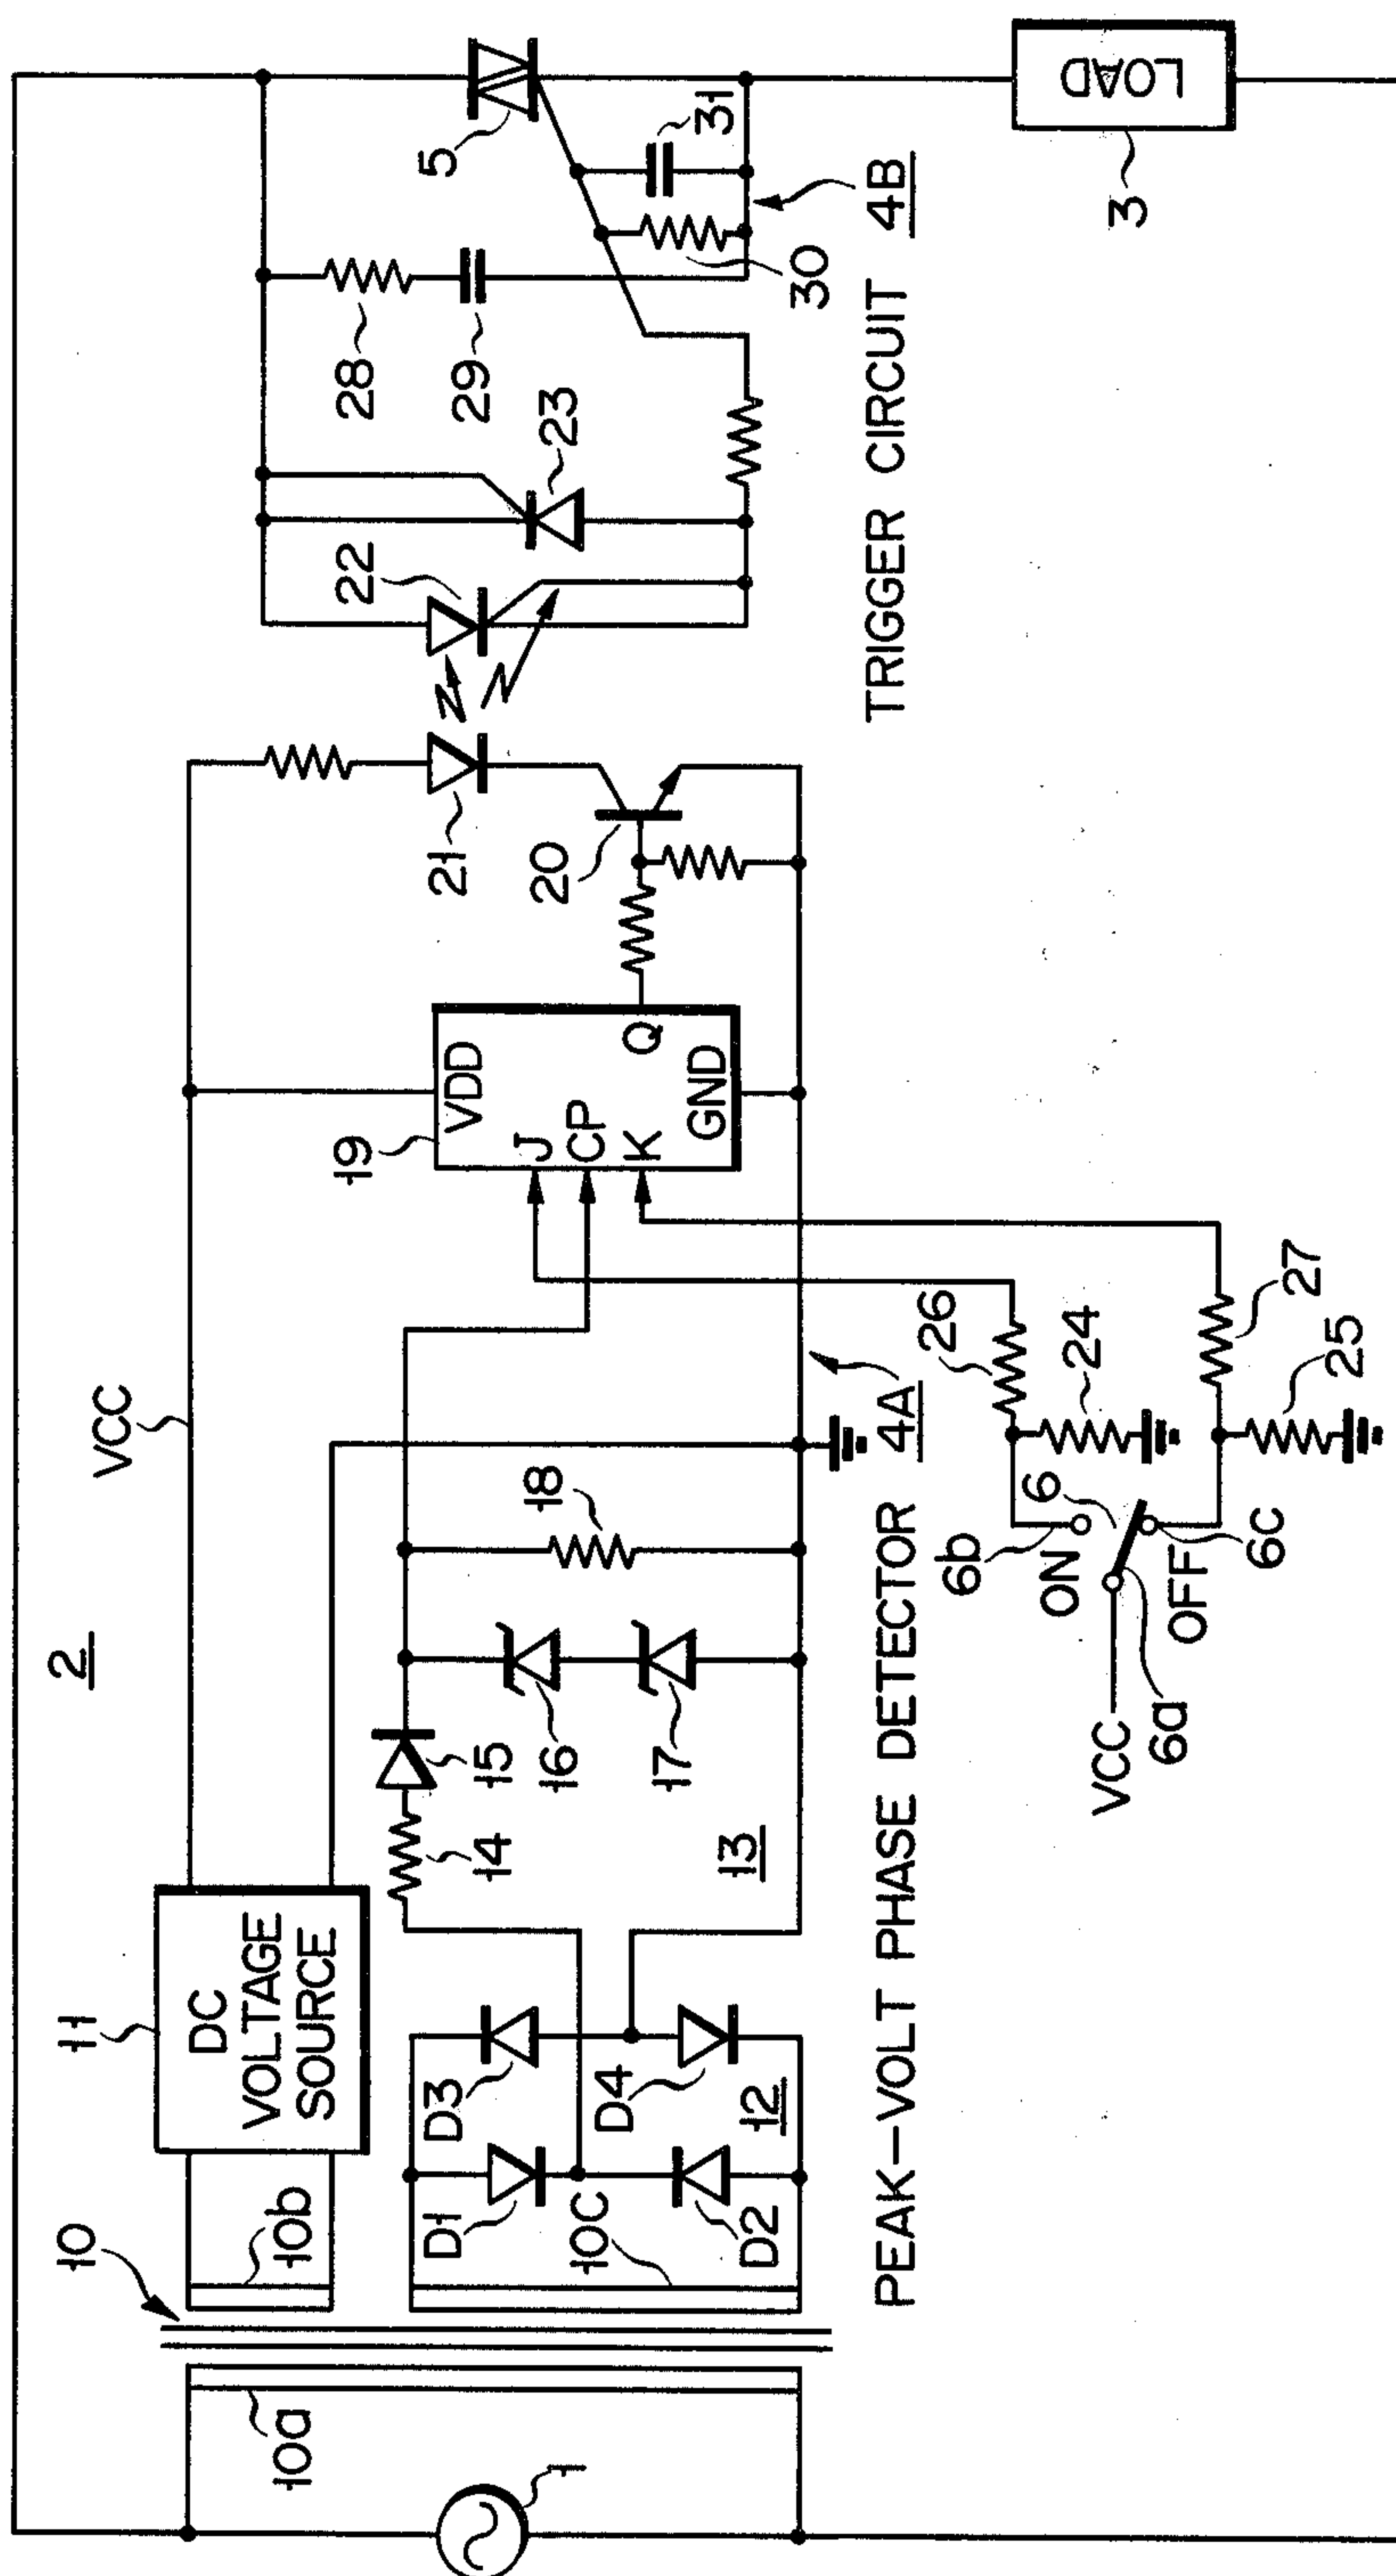 2
10
10a
10b
10C
1
11
DC
VOLTAGE
SOURCE
VCC
D1
D2
D3
D4
12
13
14
15
16
17
18
19
VDD
J
CP
K
Q
GND
20
21
22
23
28
29
30
31
5
TRIGGER CIRCUIT 4B
LOAD
3
PEAK-VOLT PHASE DETECTOR 4A
VCC
6a
6b
ON
6
OFF
6C
26
24
27
25